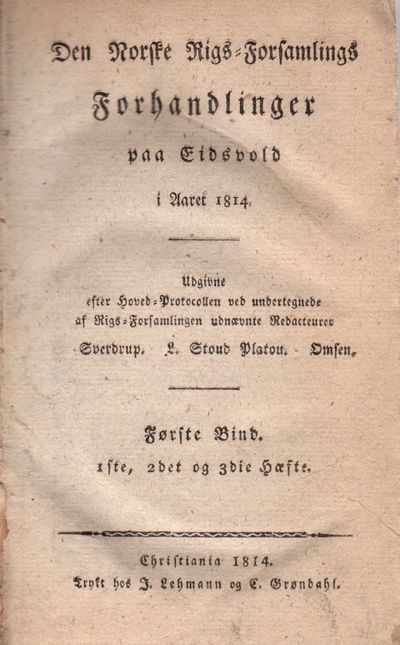 Den Norske Rigs-Forsamlings
Forhandlinger
paa Eidsvold
i Aaret 1814.
Udgivne
efter Hoved-Protocollen ved undertegnede
af Rigs-Forsamlingen udnævnte Redacteurer
Sverdrup. L. Stoud Platou. Omsen.
Første Bind.
1ste, 2det og 3die Hæfte.
Christiania 1814.
Trykt hos J. Lehmann og C. Grøndahl.